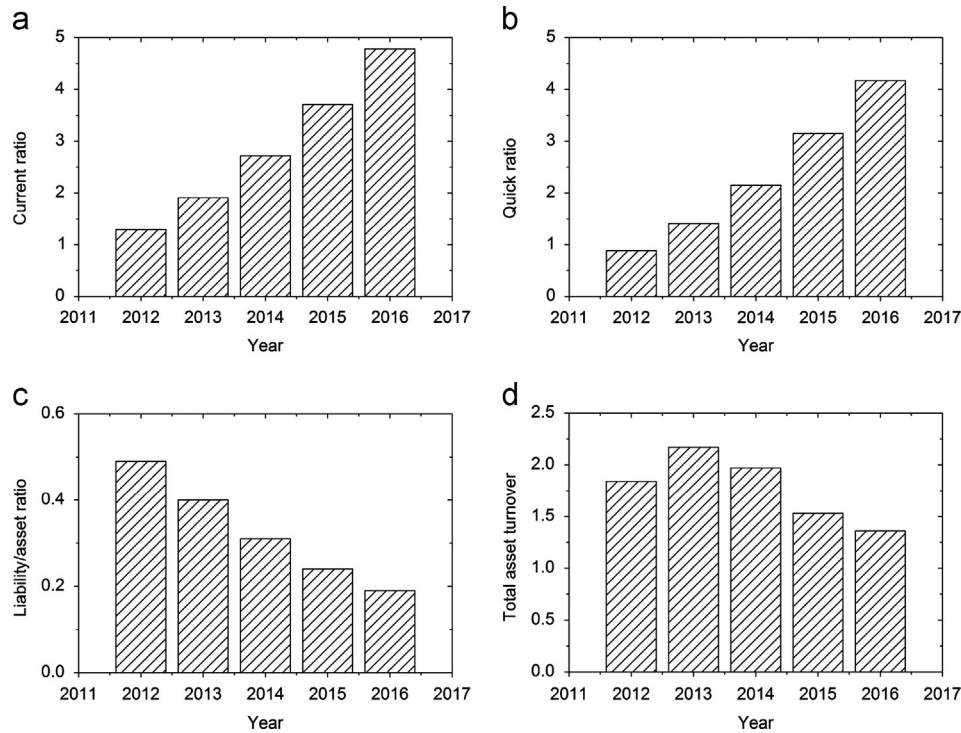 a
5
4
3
2
1
0
Current ratio
2011 2012 2013 2014 2015 2016 2017
Year
b
5
4
3
2
1
0
Quick ratio
2011 2012 2013 2014 2015 2016 2017
Year
c
0.6
0.4
0.2
0.0
Liability/asset ratio
2011 2012 2013 2014 2015 2016 2017
Year
d
2.5
2.0
1.5
1.0
0.5
0.0
Total asset turnover
2011 2012 2013 2014 2015 2016 2017
Year